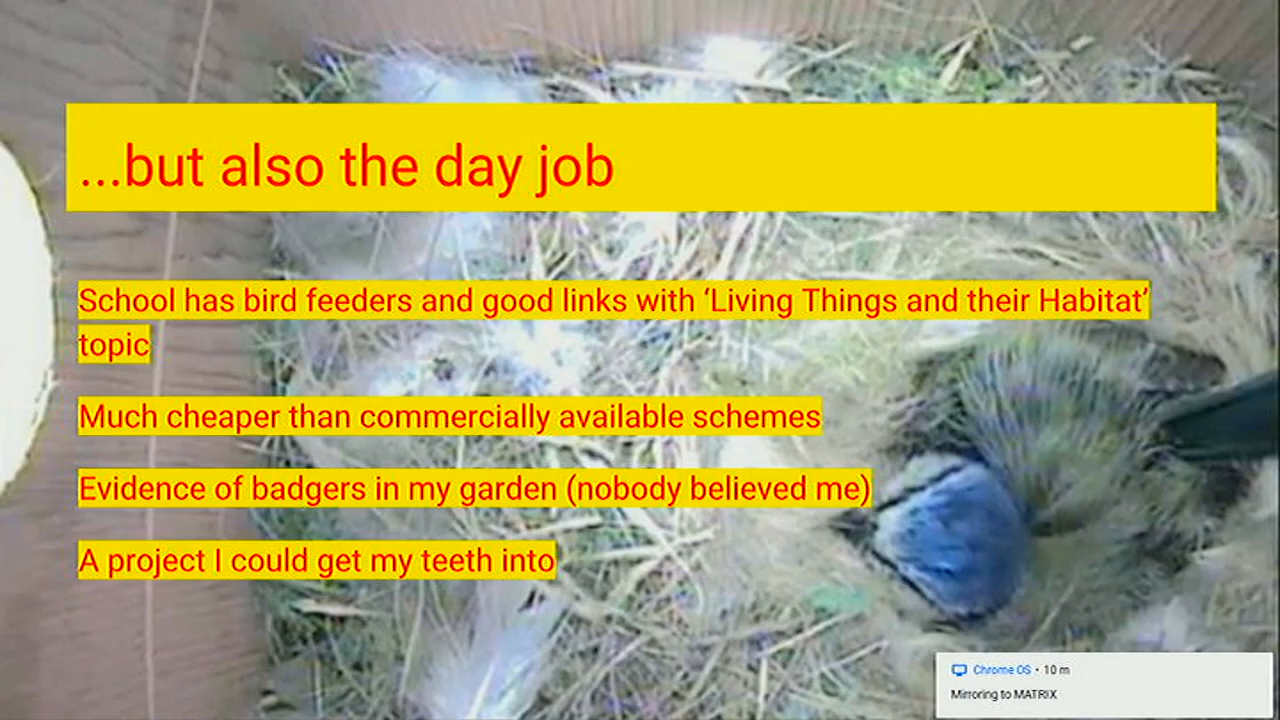 ...but also the day job
School has bird feeders and good links with ‘Living Things and their Habitat’
topic
Much cheaper than commercially available schemes
Evidence of badgers in my garden (nobody believed me)
A project I could get my teeth into
Chrome OS • 10 m
Mirroring to MATRIX